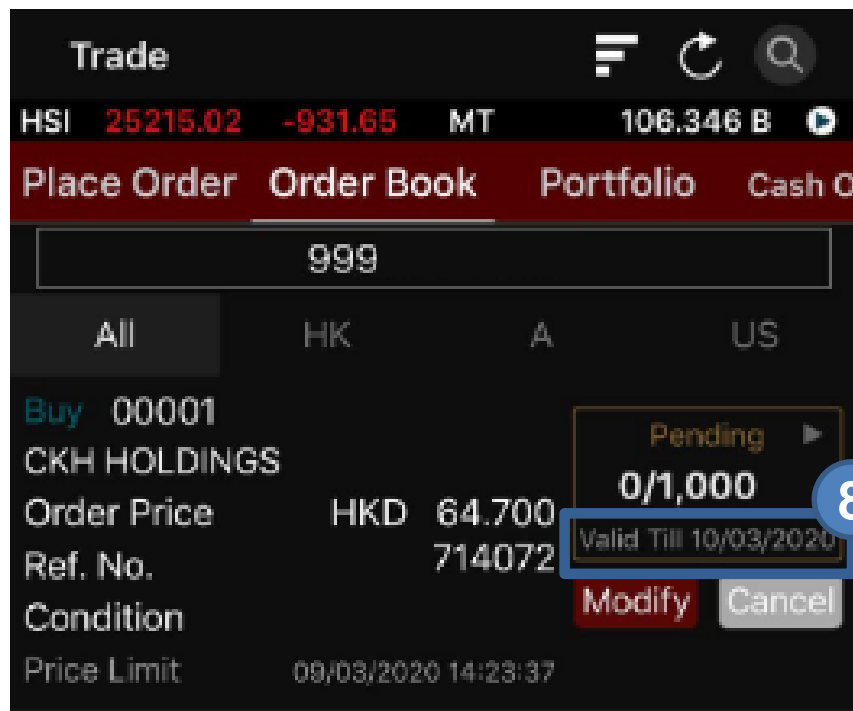 Trade
HSI 25215.02 -931.65 MT 106.346 B
Place Order Order Book Portfolio Cash O
999
All HK A US
Buy 00001
CKH HOLDINGS
Pending
0/1,000
8
Order Price HKD 64.700
Valid Till 10/03/2020
Ref. No. 714072
Modify Cancel
Condition
Price Limit 09/03/2020 14:23:37